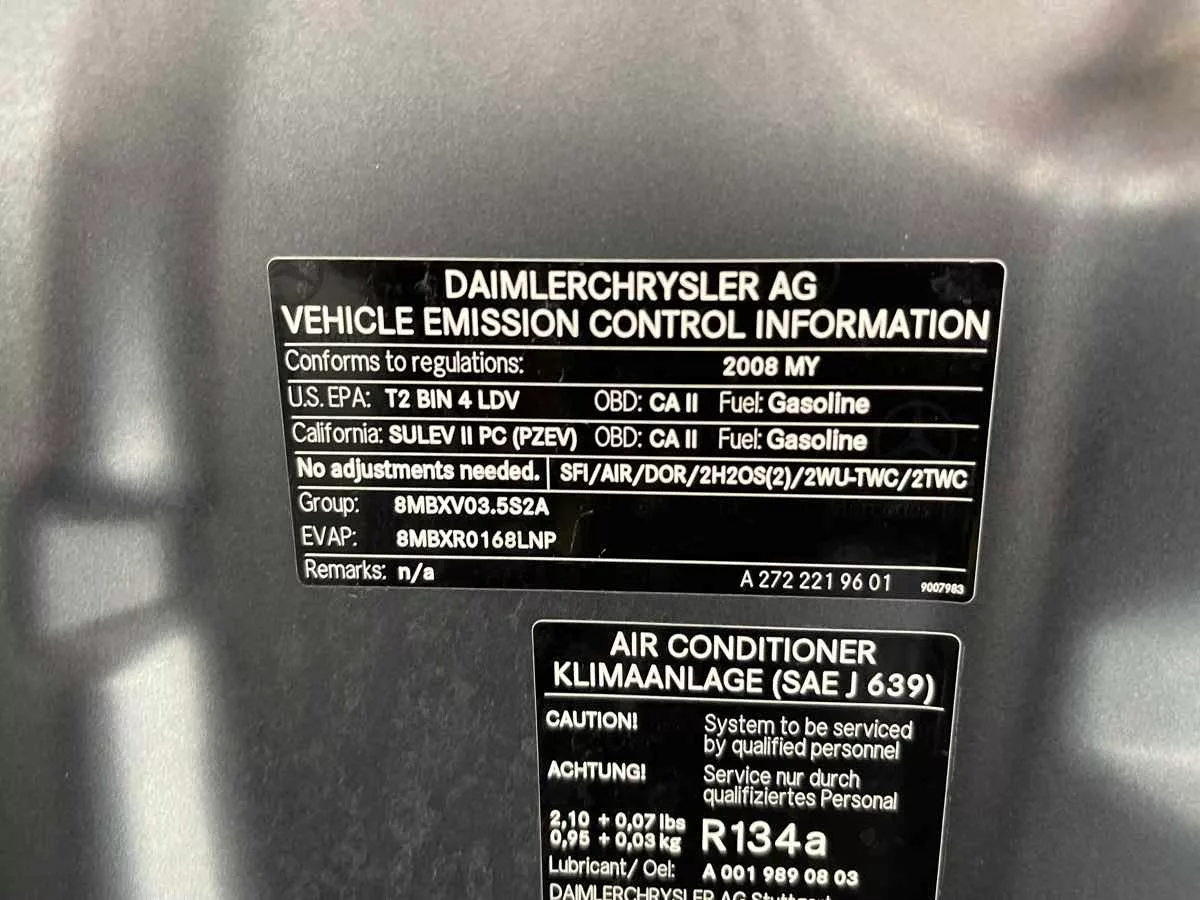 DAIMLERCHRYSLER AG
VEHICLE EMISSION CONTROL INFORMATION
Conforms to regulations: 2008 MY
U.S. EPA: T2 BIN 4 LDV OBD: CA II Fuel: Gasoline
California: SULEV II PC (PZEV) OBD: CA II Fuel: Gasoline
No adjustments needed. SFI/AIR/DOR/2H2OS(2)/2WU-TWC/2TWC
Group: 8MBXV03.5S2A
EVAP: 8MBXR0168LNP
Remarks: n/a A 272 221 96 01 9007983
AIR CONDITIONER
KLIMAANLAGE (SAE J 639)
CAUTION! System to be serviced
by qualified personnel
ACHTUNG! Service nur durch
qualifiziertes Personal
2,10 + 0,07 lbs
0,95 + 0,03 kg R134a
Lubricant/ Oel: A 001 989 08 03
DAIMLERCHRYSLER AG Stuttgart